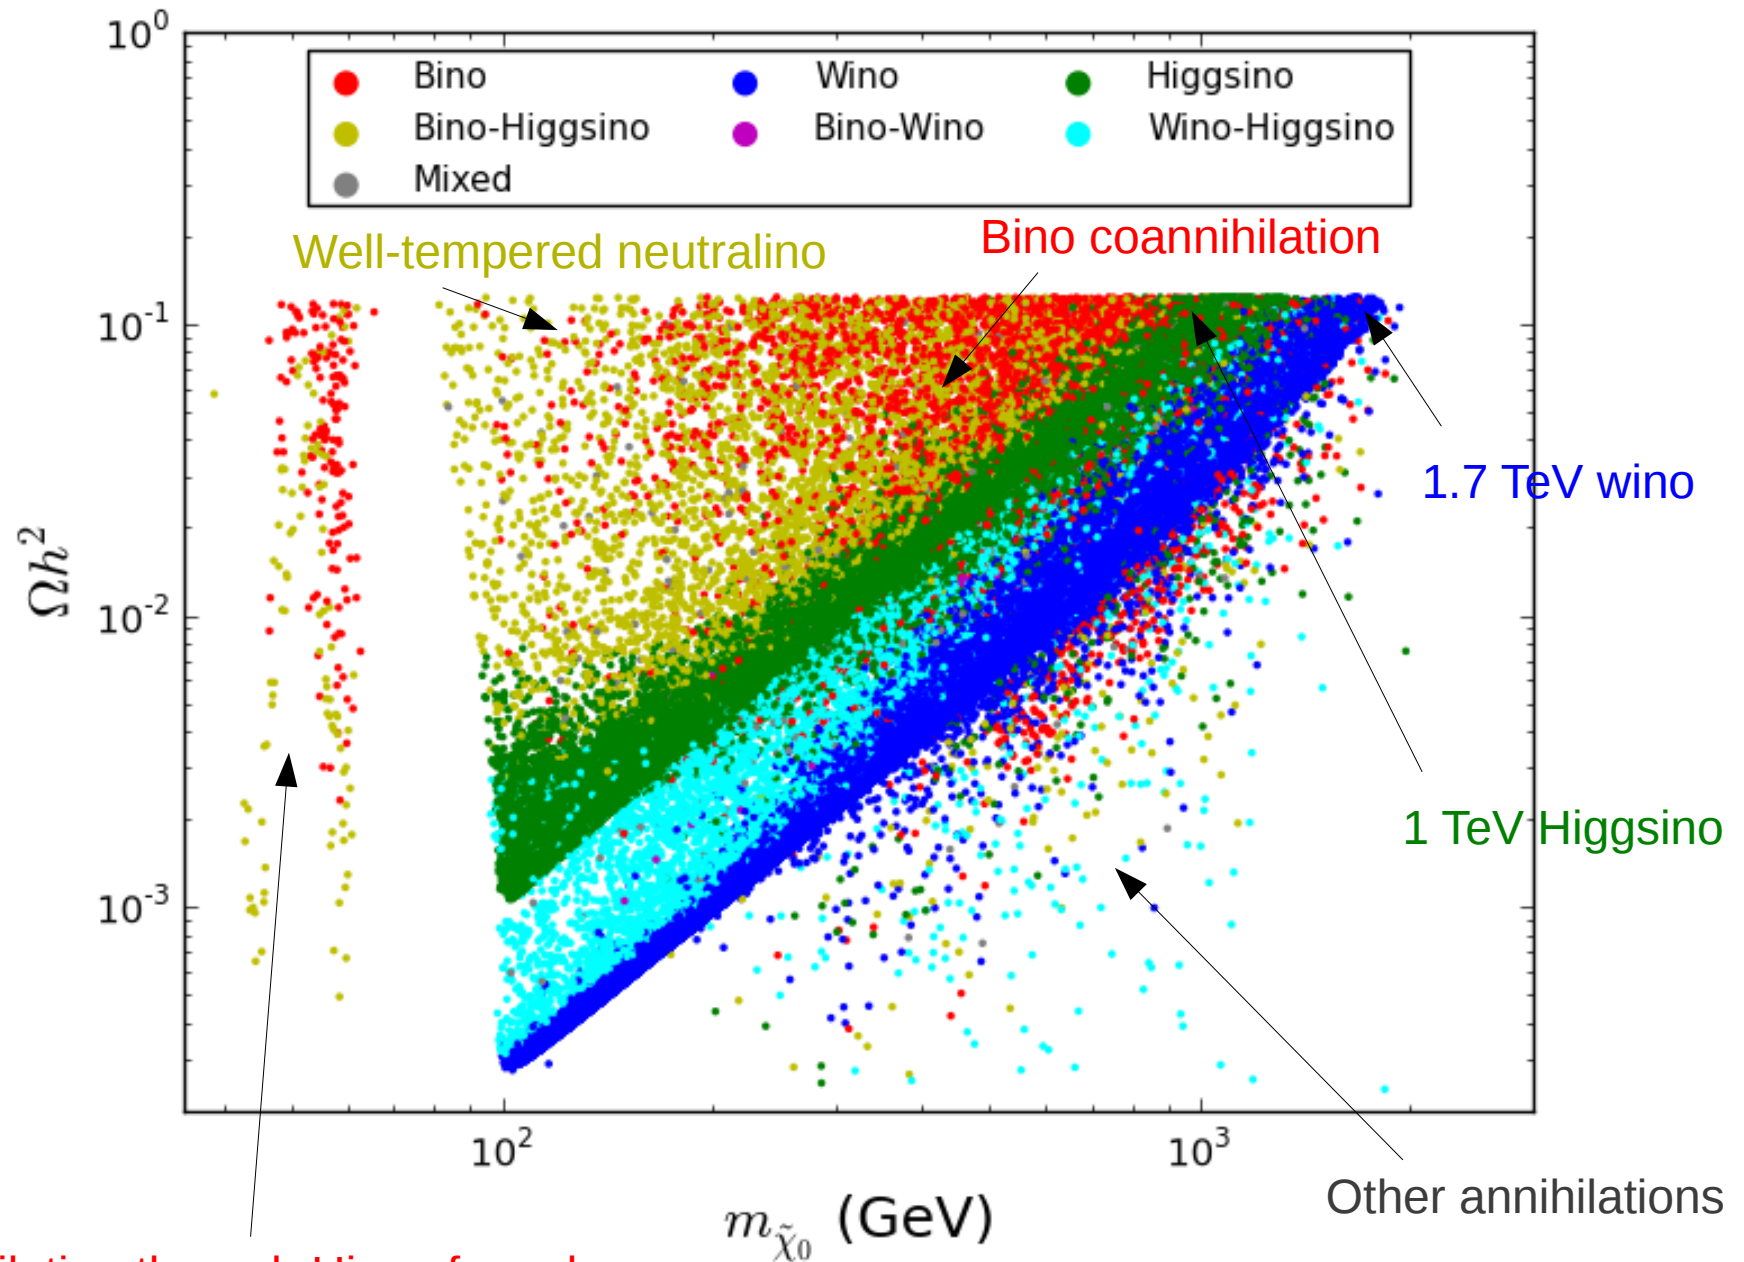 10^0
Bino Wino Higgsino
Bino-Higgsino Bino-Wino Wino-Higgsino
Mixed
Well-tempered neutralino
Bino coannihilation
10^-1
1.7 TeV wino
Ωh^2
10^-2
1 TeV Higgsino
10^-3
10^2 10^3
Other annihilations
m_χ̃0 (GeV)